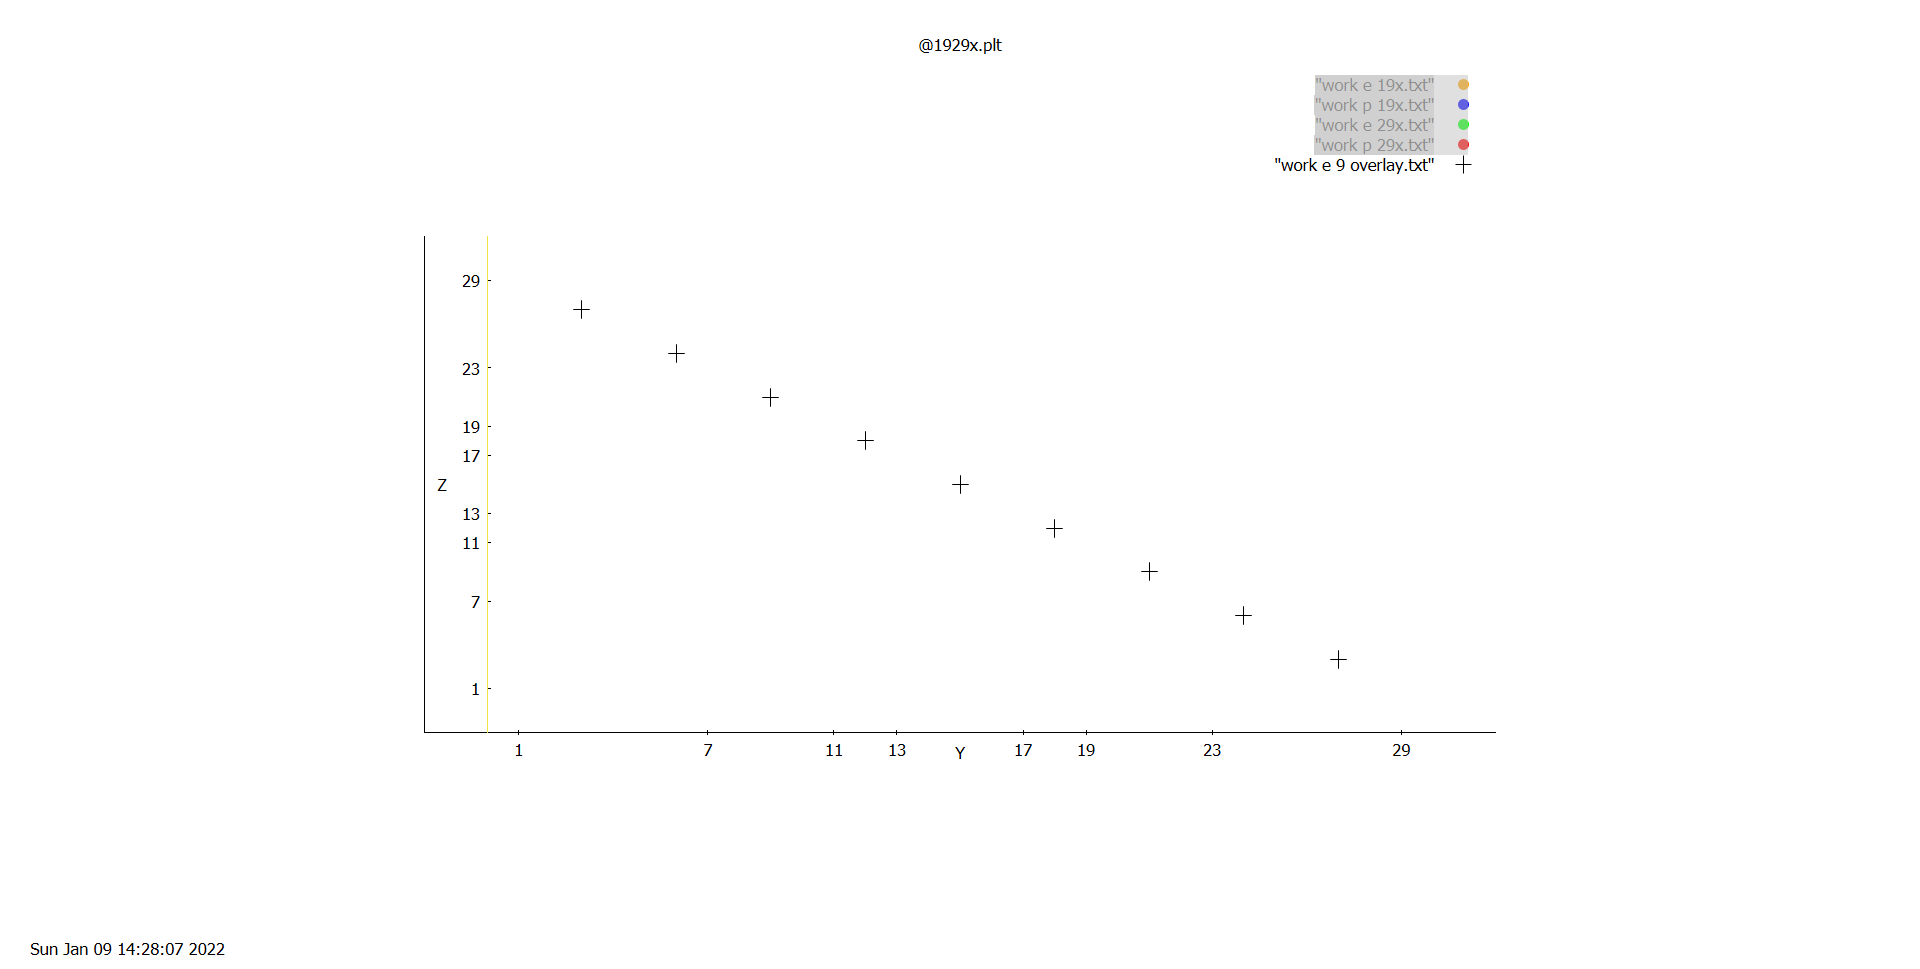 @1929x.plt
"work e 19x.txt"
"work p 19x.txt"
"work e 29x.txt"
"work p 29x.txt"
"work e 9 overlay.txt"
29
23
19
17
Z
13
11
7
1
1 7 11 13 Y 17 19 23 29
Sun Jan 09 14:28:07 2022